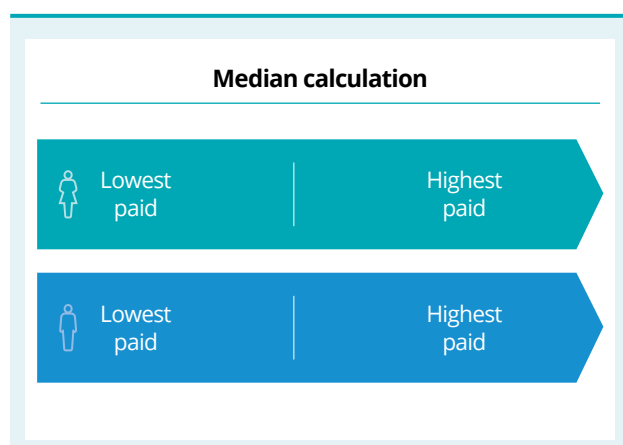 Median calculation
Lowest
paid
Highest
paid
Lowest
paid
Highest
paid